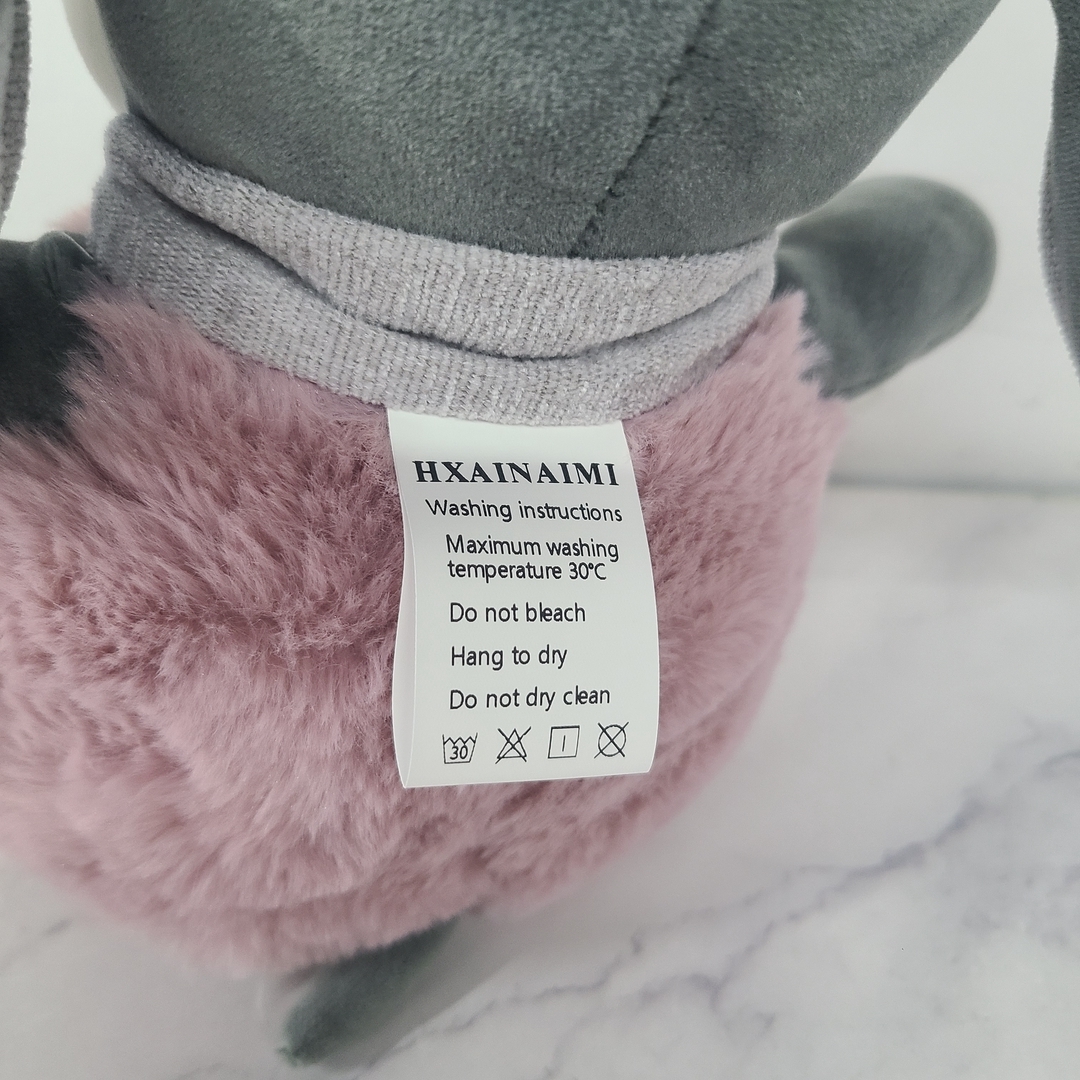 HXAINAIMI
Washing instructions
Maximum washing
temperature 30°C
Do not bleach
Hang to dry
Do not dry clean
30